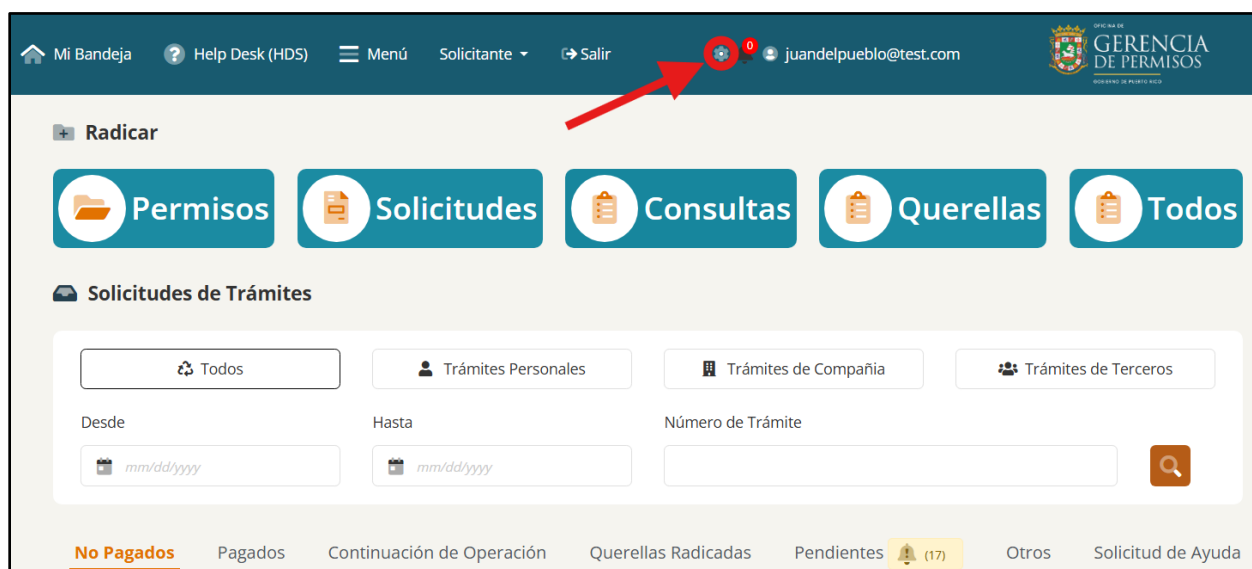 Mi Bandeja ? Help Desk (HDS) Menú Solicitante Salir 0 juandelpueblo@test.com
OFICINA DE
GERENCIA
DE PERMISOS
GOBIERNO DE PUERTO RICO
Radicar
Permisos Solicitudes Consultas Querellas Todos
Solicitudes de Trámites
Todos Trámites Personales Trámites de Compañia Trámites de Terceros
Desde Hasta Número de Trámite
mm/dd/yyyy mm/dd/yyyy
No Pagados Pagados Continuación de Operación Querellas Radicadas Pendientes (17) Otros Solicitud de Ayuda